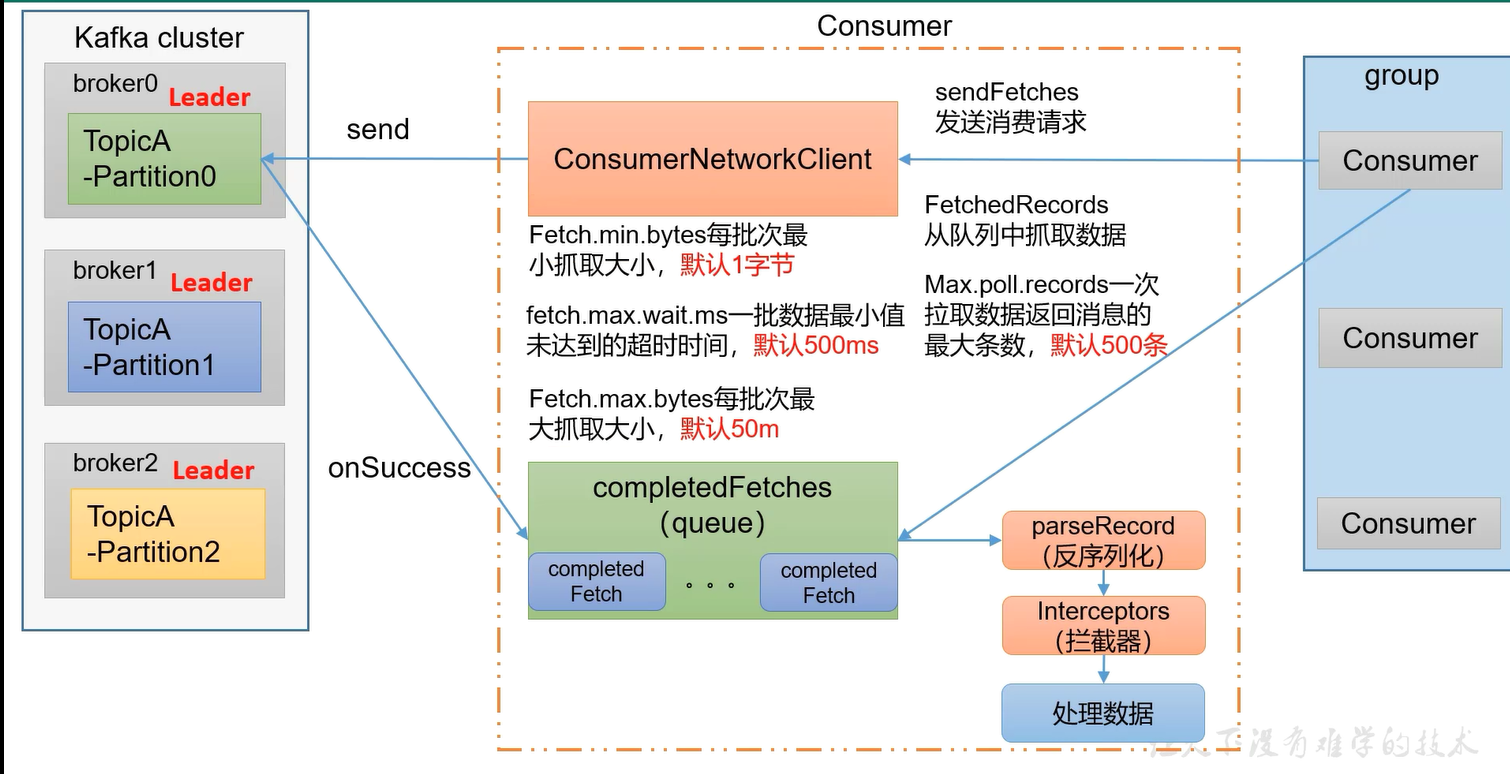 Kafka cluster
broker0
Leader
TopicA
-Partition0
broker1
Leader
TopicA
-Partition1
broker2
Leader
TopicA
-Partition2
send
onSuccess
Consumer
ConsumerNetworkClient
Fetch.min.bytes每批次最
小抓取大小，默认1字节
fetch.max.wait.ms一批数据最小值
未达到的超时时间，默认500ms
Fetch.max.bytes每批次最
大抓取大小，默认50m
sendFetches
发送消费请求
FetchedRecords
从队列中抓取数据
Max.poll.records一次
拉取数据返回消息的
最大条数，默认500条
completedFetches
（queue）
completed
Fetch
。。。
completed
Fetch
parseRecord
（反序列化）
Interceptors
（拦截器）
处理数据
group
Consumer
Consumer
Consumer
下没有难学的技术